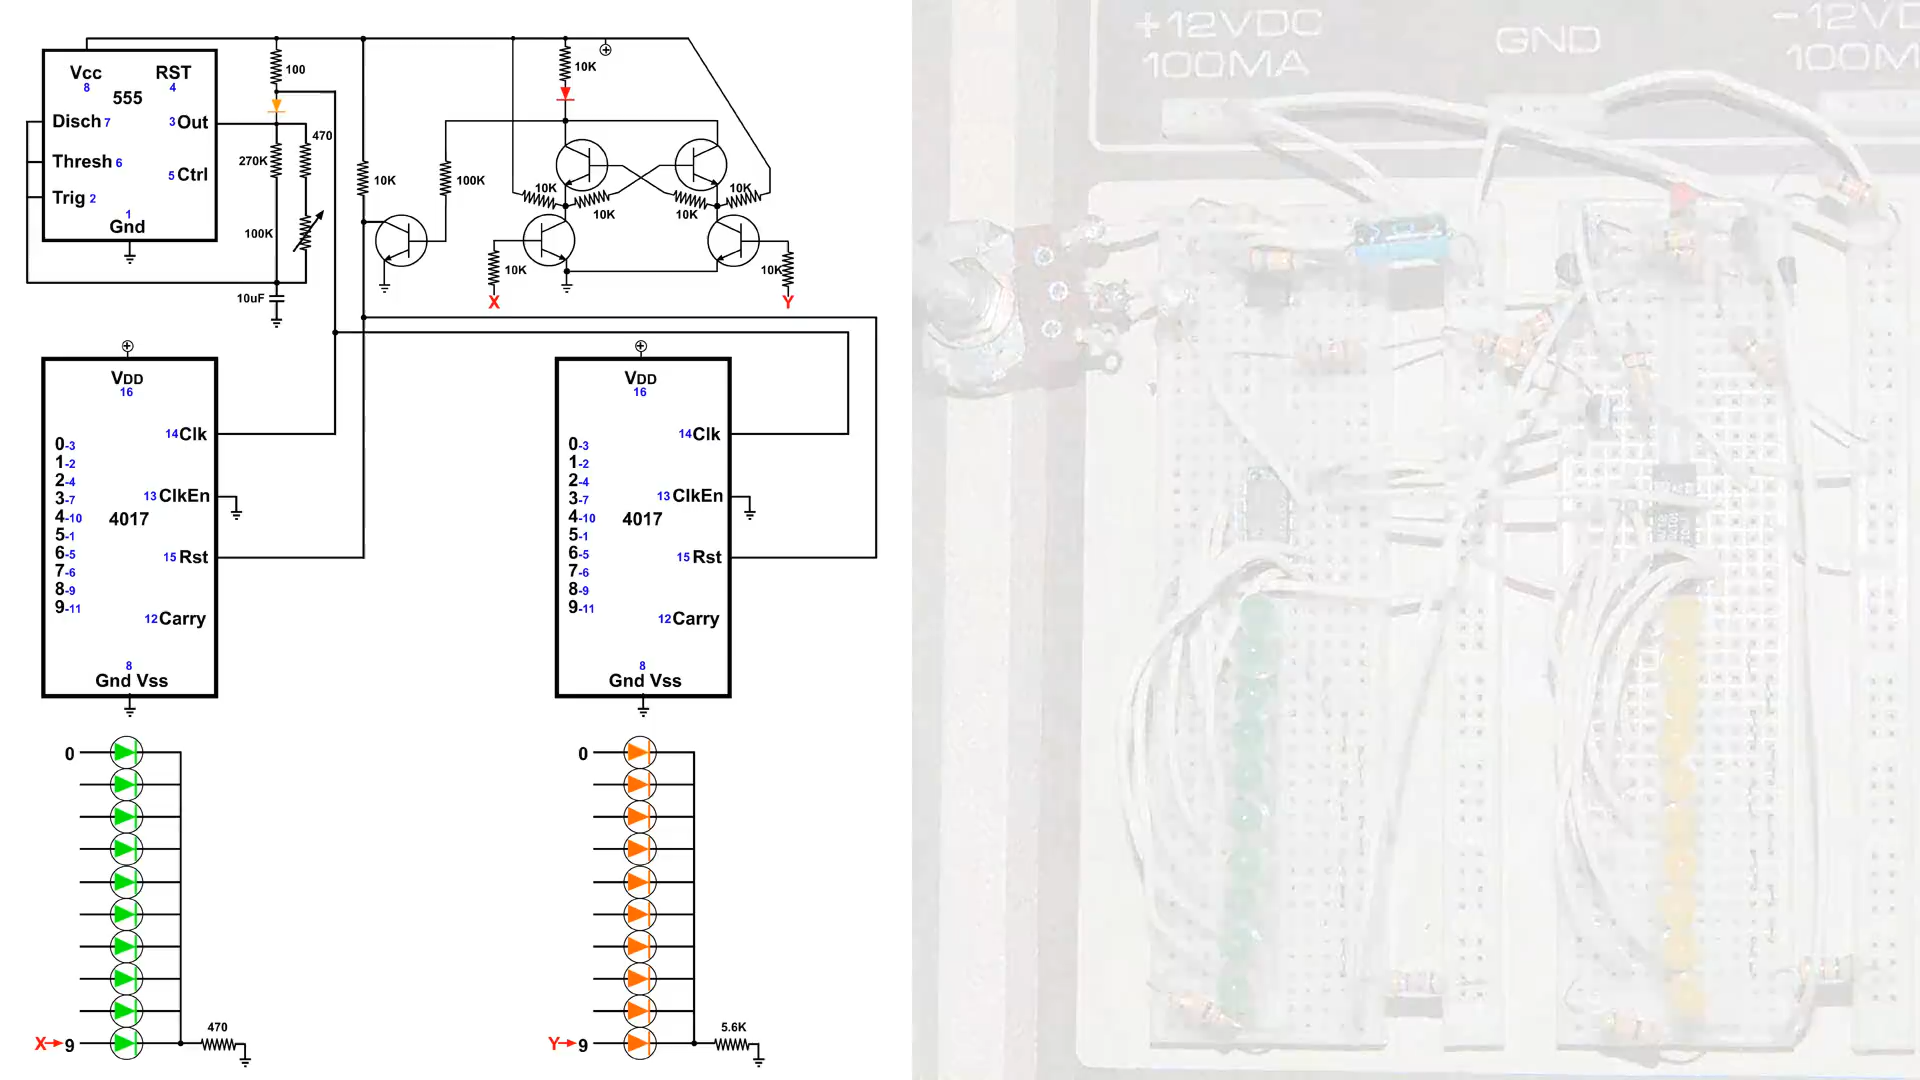 Vcc
8
RST
4
555
Disch 7
3 Out
Thresh 6
5 Ctrl
Trig 2
1
Gnd
100
470
270K
100K
10uF
10K
100K
10K
10K
10K
10K
10K
10K
10K
X
Y
VDD
16
14 Clk
0-3
1-2
2-4
3-7
4-10
5-1
6-5
7-6
8-9
9-11
13 ClkEn
4017
15 Rst
12 Carry
8
Gnd Vss
VDD
16
14 Clk
0-3
1-2
2-4
3-7
4-10
5-1
6-5
7-6
8-9
9-11
13 ClkEn
4017
15 Rst
12 Carry
8
Gnd Vss
0
X 9
470
0
Y 9
5.6K
+12VDC
100MA
GND
-12VDC
100MA